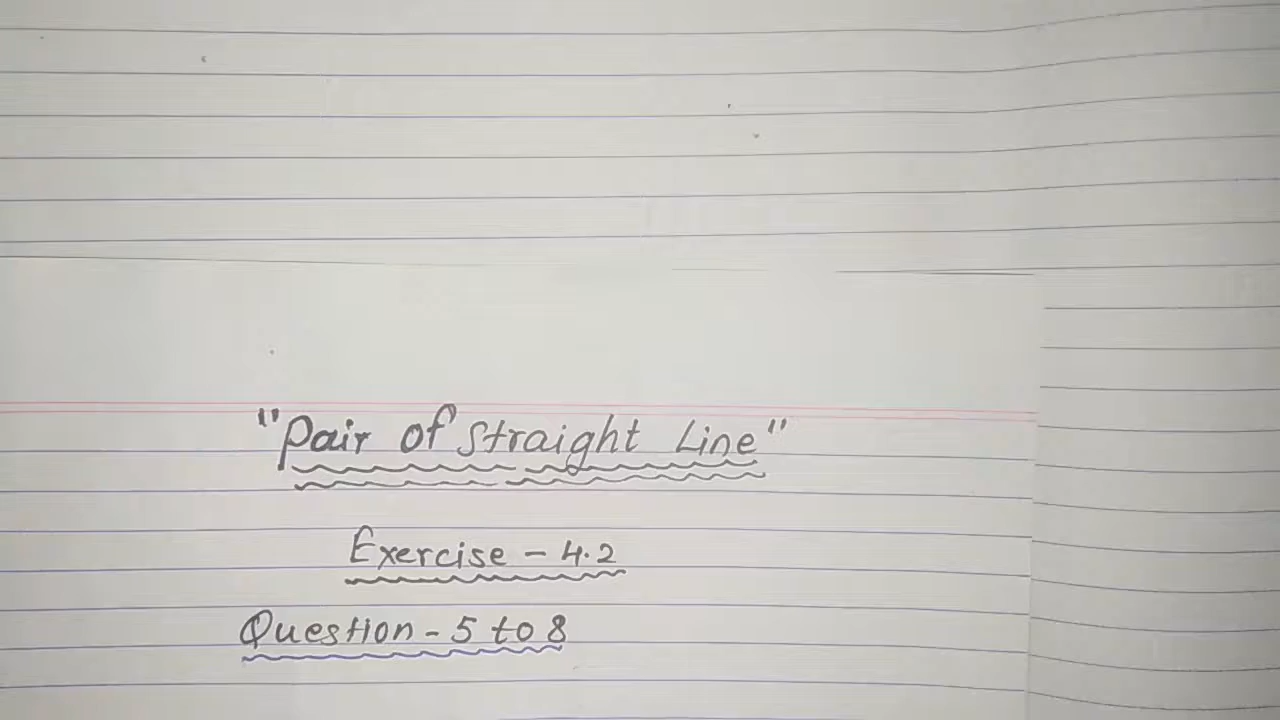 "Pair of straight Line"
Exercise - 4.2
Question - 5 to 8